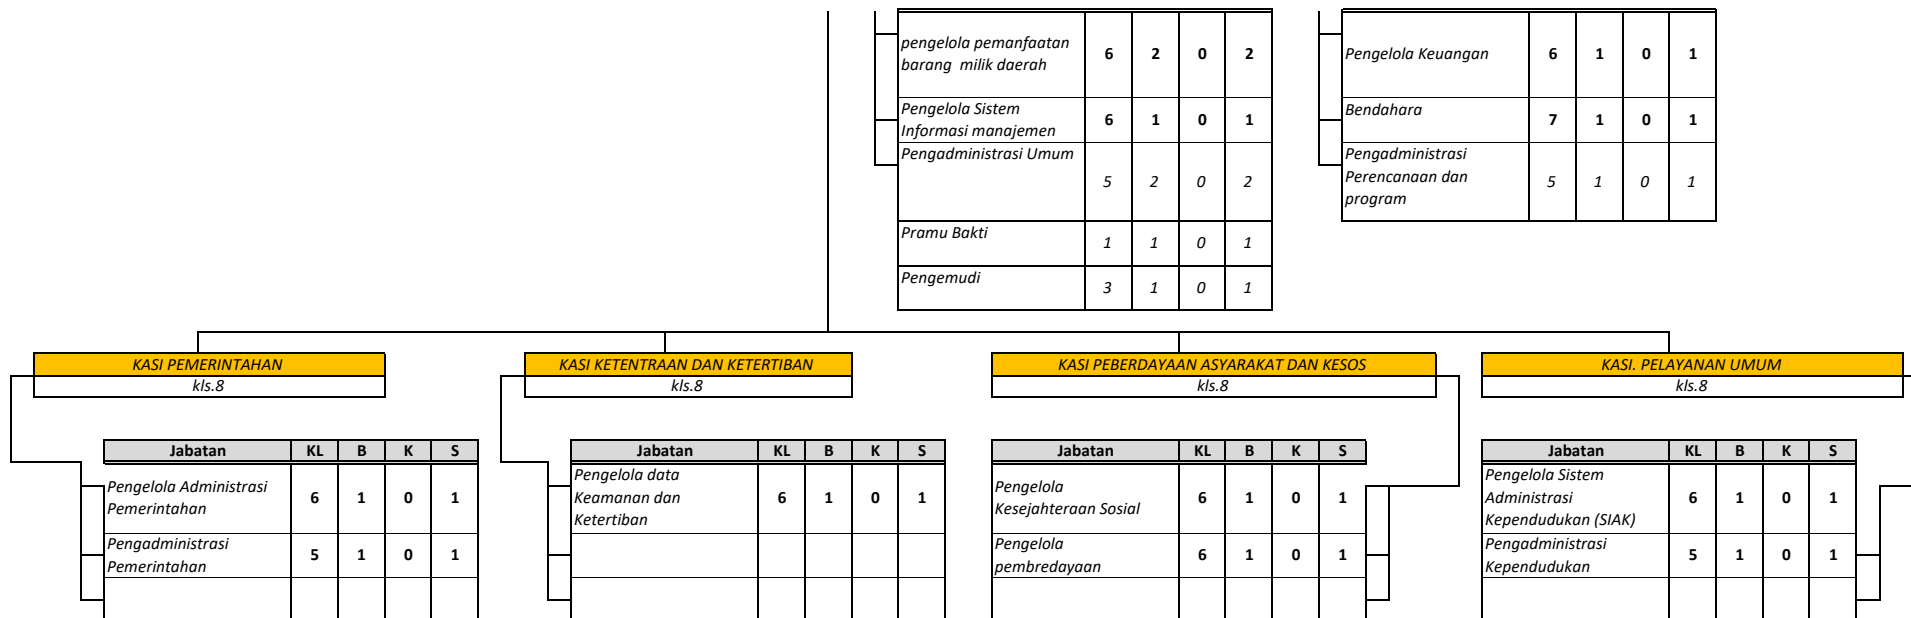 pengelola pemanfaatan
barang milik daerah
6 2 0 2
Pengelola Sistem
Informasi manajemen
6 1 0 1
Pengadministrasi Umum
5 2 0 2
Pramu Bakti
1 1 0 1
Pengemudi
3 1 0 1
Pengelola Keuangan
6 1 0 1
Bendahara
7 1 0 1
Pengadministrasi
Perencanaan dan
program
5 1 0 1
KASI PEMERINTAHAN
kls.8
Jabatan KL B K S
Pengelola Administrasi
Pemerintahan
6 1 0 1
Pengadministrasi
Pemerintahan
5 1 0 1
KASI KETENTRAAN DAN KETERTIBAN
kls.8
Jabatan KL B K S
Pengelola data
Keamanan dan
Ketertiban
6 1 0 1
KASI PEBERDAYAAN ASYARAKAT DAN KESOS
kls.8
Jabatan KL B K S
Pengelola
Kesejahteraan Sosial
6 1 0 1
Pengelola
pembredayaan
6 1 0 1
KASI. PELAYANAN UMUM
kls.8
Jabatan KL B K S
Pengelola Sistem
Administrasi
Kependudukan (SIAK)
6 1 0 1
Pengadministrasi
Kependudukan
5 1 0 1